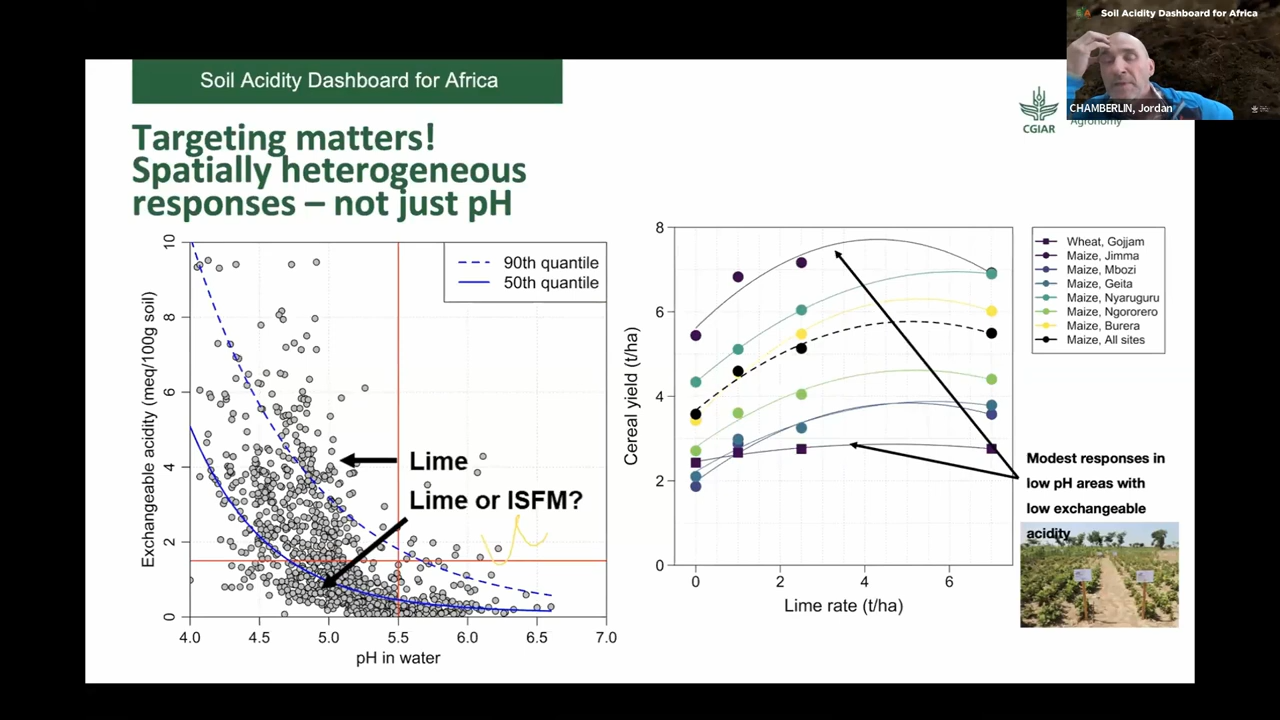 Soil Acidity Dashboard for Africa
CHAMBERLIN, Jordan
Soil Acidity Dashboard for Africa
CGIAR
Agronomy
Targeting matters!
Spatially heterogeneous
responses – not just pH
Exchangeable acidity (meq/100g soil)
10
8
6
4
2
0
90th quantile
50th quantile
Lime
Lime or ISFM?
4.0 4.5 5.0 5.5 6.0 6.5 7.0
pH in water
Cereal yield (t/ha)
8
6
4
2
0
0 2 4 6
Lime rate (t/ha)
Wheat, Gojjam
Maize, Jimma
Maize, Mbozi
Maize, Geita
Maize, Nyaruguru
Maize, Ngororero
Maize, Burera
Maize, All sites
Modest responses in
low pH areas with
low exchangeable
acidity